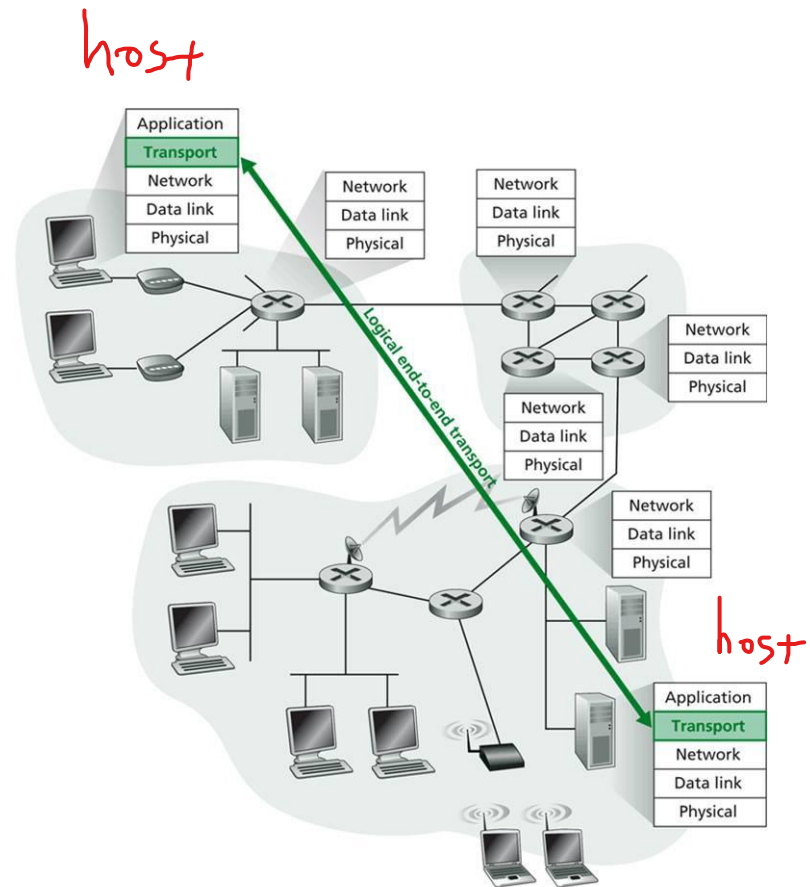 host
Application
Transport
Network
Data link
Physical
Network
Data link
Physical
Network
Data link
Physical
Network
Data link
Physical
Logical end-to-end transport
Network
Data link
Physical
Network
Data link
Physical
host
Application
Transport
Network
Data link
Physical